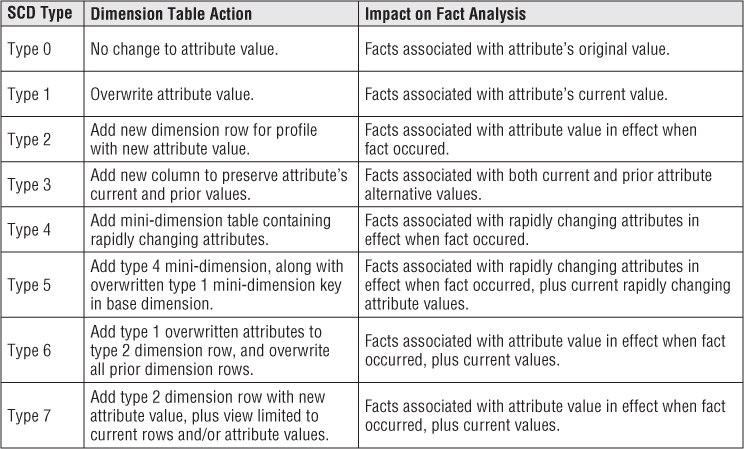 SCD Type Dimension Table Action Impact on Fact Analysis
Type 0 No change to attribute value. Facts associated with attribute's original value.
Type 1 Overwrite attribute value. Facts associated with attribute's current value.
Type 2 Add new dimension row for profile
with new attribute value.
Facts associated with attribute value in effect when
fact occured.
Type 3 Add new column to preserve attribute's
current and prior values.
Facts associated with both current and prior attribute
alternative values.
Type 4 Add mini-dimension table containing
rapidly changing attributes.
Facts associated with rapidly changing attributes in
effect when fact occured.
Type 5 Add type 4 mini-dimension, along with
overwritten type 1 mini-dimension key
in base dimension.
Facts associated with rapidly changing attributes in
effect when fact occurred, plus current rapidly changing
attribute values.
Type 6 Add type 1 overwritten attributes to
type 2 dimension row, and overwrite
all prior dimension rows.
Facts associated with attribute value in effect when fact
occurred, plus current values.
Type 7 Add type 2 dimension row with new
attribute value, plus view limited to
current rows and/or attribute values.
Facts associated with attribute value in effect when fact
occurred, plus current values.